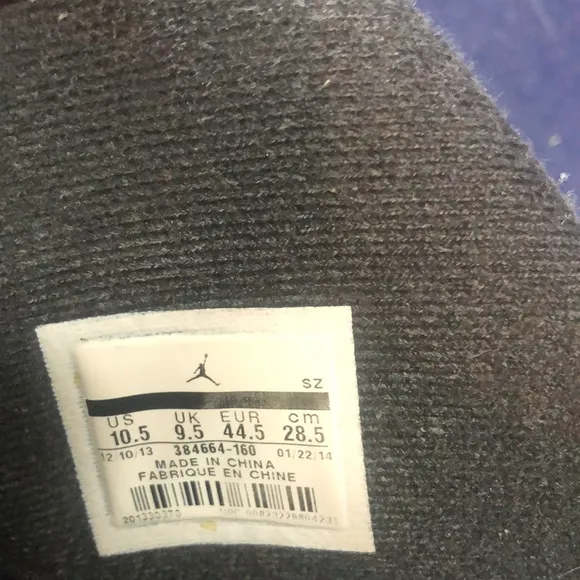 SZ
US UK EUR cm
10.5 9.5 44.5 28.5
12/10/13 384664-160 01/22/14
MADE IN CHINA
FABRIQUE EN CHINE
201330370